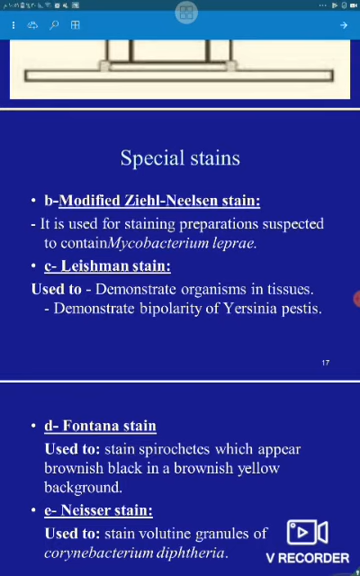 Special stains
• b-Modified Ziehl-Neelsen stain:
- It is used for staining preparations suspected
to containMycobacterium leprae.
• c- Leishman stain:
Used to - Demonstrate organisms in tissues.
- Demonstrate bipolarity of Yersinia pestis.
17
• d- Fontana stain
Used to: stain spirochetes which appear
brownish black in a brownish yellow
background.
• e- Neisser stain:
Used to: stain volutine granules of
corynebacterium diphtheria.
V RECORDER